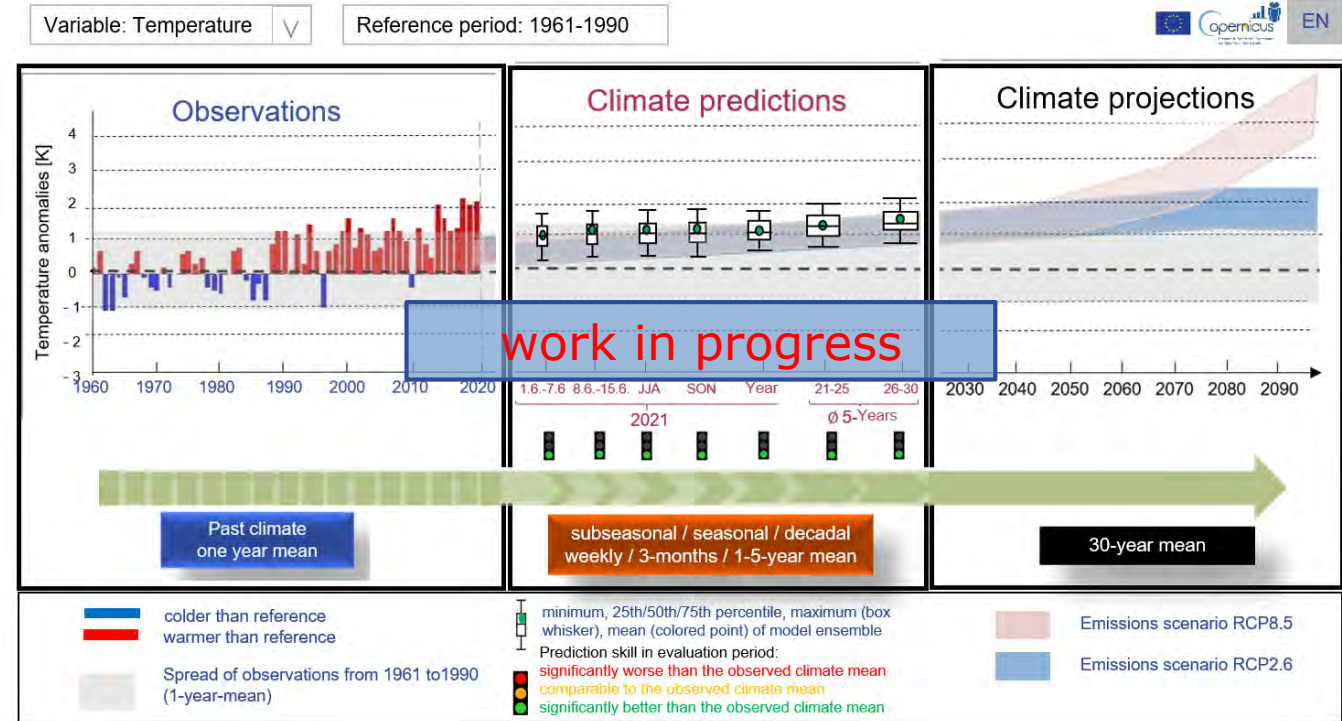 Variable: Temperature
Reference period: 1961-1990
Copernicus
EN
Observations
Climate predictions
Climate projections
Temperature anomalies [K]
4
3
2
1
0
- 1
- 2
- 3
work in progress
1960 1970 1980 1990 2000 2010 2020
1.6.-7.6 8.6.-15.6. JJA SON Year 21-25 26-30
2030 2040 2050 2060 2070 2080 2090
2021
Ø 5-Years
Past climate
one year mean
subseasonal / seasonal / decadal
weekly / 3-months / 1-5-year mean
30-year mean
colder than reference
warmer than reference
Spread of observations from 1961 to1990
(1-year-mean)
minimum, 25th/50th/75th percentile, maximum (box
whisker), mean (colored point) of model ensemble
Prediction skill in evaluation period:
significantly worse than the observed climate mean
comparable to the observed climate mean
significantly better than the observed climate mean
Emissions scenario RCP8.5
Emissions scenario RCP2.6